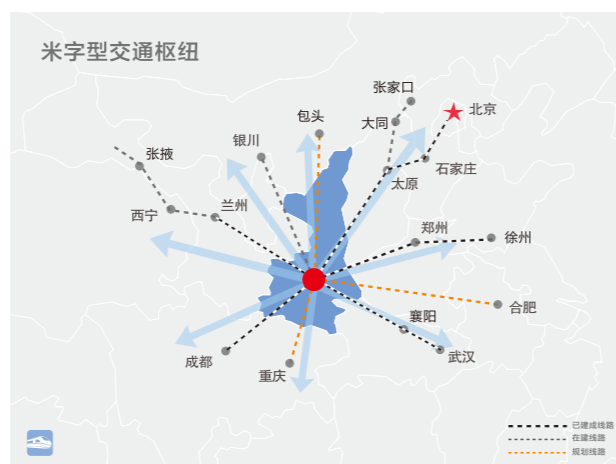 米字型交通枢纽
张家口
北京
包头
大同
银川
张掖
石家庄
太原
兰州
西宁
郑州
徐州
合肥
襄阳
武汉
成都
重庆
已建成线路
在建线路
规划线路